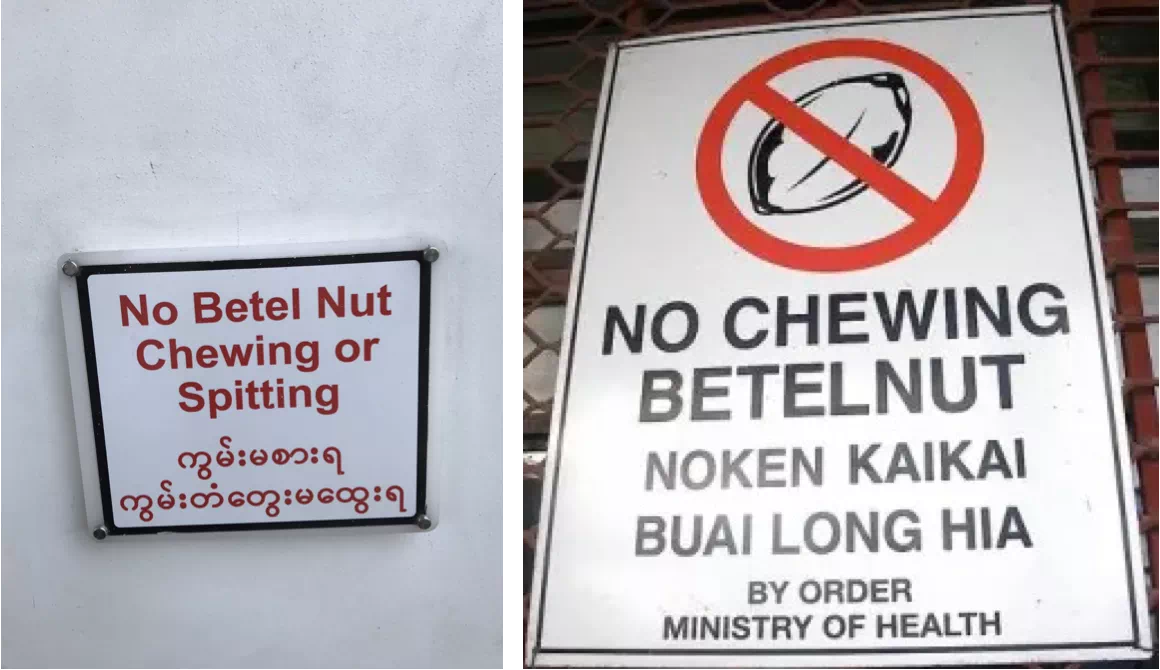 No Betel Nut
Chewing or
Spitting
ကွမ်းမစားရ
ကွမ်းတံတွေးမထွေးရ
NO CHEWING
BETELNUT
NOKEN KAIKAI
BUAI LONG HIA
BY ORDER
MINISTRY OF HEALTH